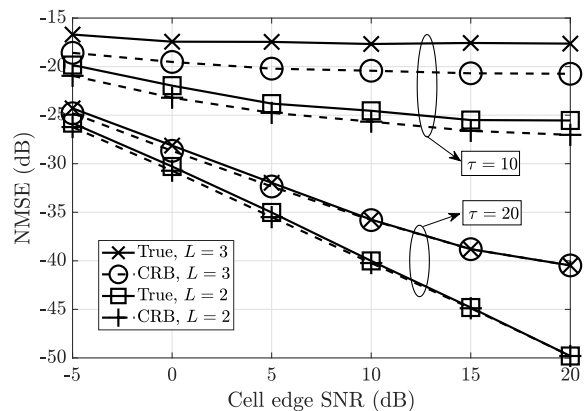 -15
-20
-25
-30
-35
-40
-45
-50
NMSE (dB)
τ = 10
τ = 20
True, L = 3
CRB, L = 3
True, L = 2
CRB, L = 2
-5 0 5 10 15 20
Cell edge SNR (dB)